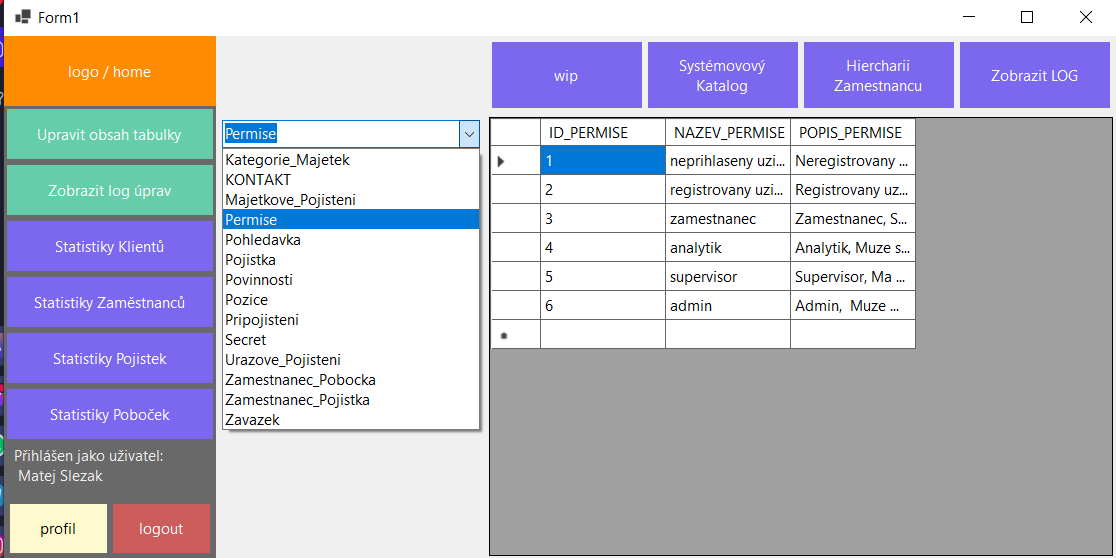 Form1
logo / home
wip
Systémovový
Katalog
Hiercharii
Zamestnancu
Zobrazit LOG
Upravit obsah tabulky
Zobrazit log úprav
Statistiky Klientů
Statistiky Zaměstnanců
Statistiky Pojistek
Statistiky Poboček
Přihlášen jako uživatel:
Matej Slezak
profil
logout
Permise
Kategorie_Majetek
KONTAKT
Majetkove_Pojisteni
Permise
Pohledavka
Pojistka
Povinnosti
Pozice
Pripojisteni
Secret
Urazove_Pojisteni
Zamestnanec_Pobocka
Zamestnanec_Pojistka
Zavazek
ID_PERMISE NAZEV_PERMISE POPIS_PERMISE
1 neprihlaseny uzi... Neregistrovany ...
2 registrovany uzi... Registrovany uz...
3 zamestnanec Zamestnanec, S...
4 analytik Analytik, Muze s...
5 supervisor Supervisor, Ma ...
6 admin Admin,  Muze ...